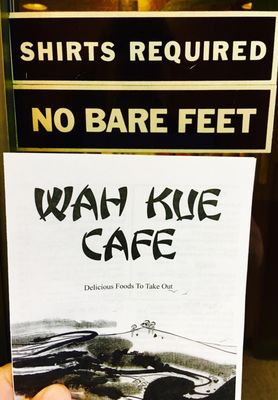 SHIRTS REQUIRED
NO BARE FEET
WAH KUE
CAFE
Delicious Foods To Take Out